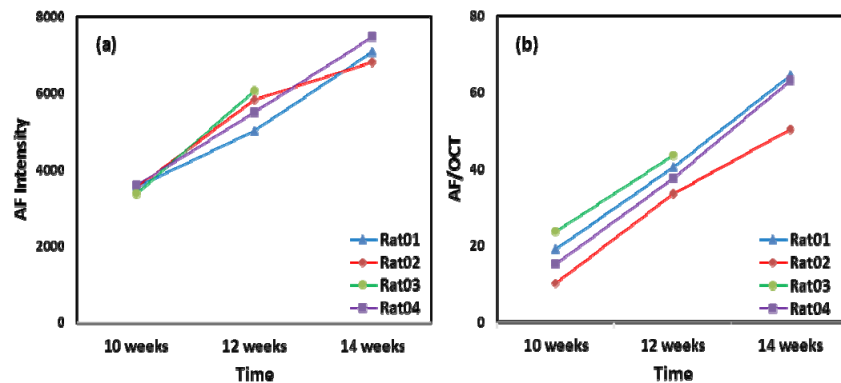 (a)
8000
6000
4000
2000
0
AF Intensity
10 weeks 12 weeks 14 weeks
Time
Rat01
Rat02
Rat03
Rat04
(b)
80
60
40
20
0
AF/OCT
10 weeks 12 weeks 14 weeks
Time
Rat01
Rat02
Rat03
Rat04